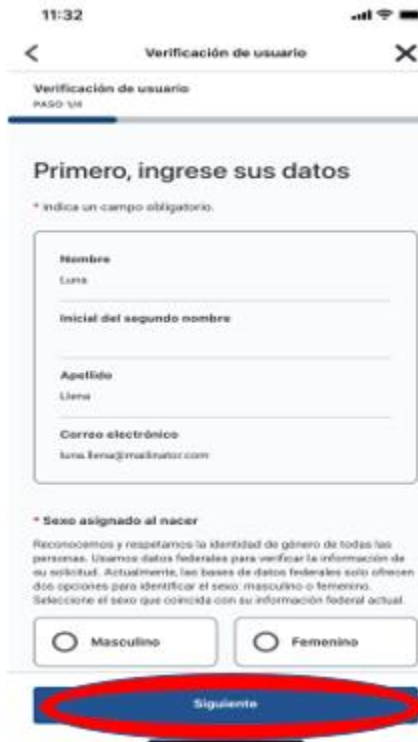 11:32
Verificación de usuario
Verificación de usuario
PASO 1/4
Primero, ingrese sus datos
* Indica un campo obligatorio.
Nombre
Luna
Inicial del segundo nombre
Apellido
Llena
Correo electrónico
luna.llena@mailinator.com
* Sexo asignado al nacer
Reconocemos y respetamos la identidad de género de todas las
personas. Usamos datos federales para verificar la información de
su solicitud. Actualmente, las bases de datos federales solo ofrecen
dos opciones para identificar el sexo: masculino o femenino.
Seleccione el sexo que coincida con su información federal actual.
Masculino
Femenino
Siguiente